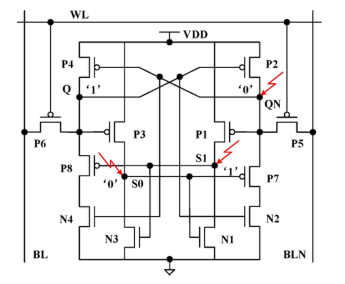 WL
VDD
P4
P2
Q
'1'
'0'
QN
P6
P3
P1
P5
P8
S1
P7
'0'
S0
'1'
N4
N2
N3
N1
BL
BLN